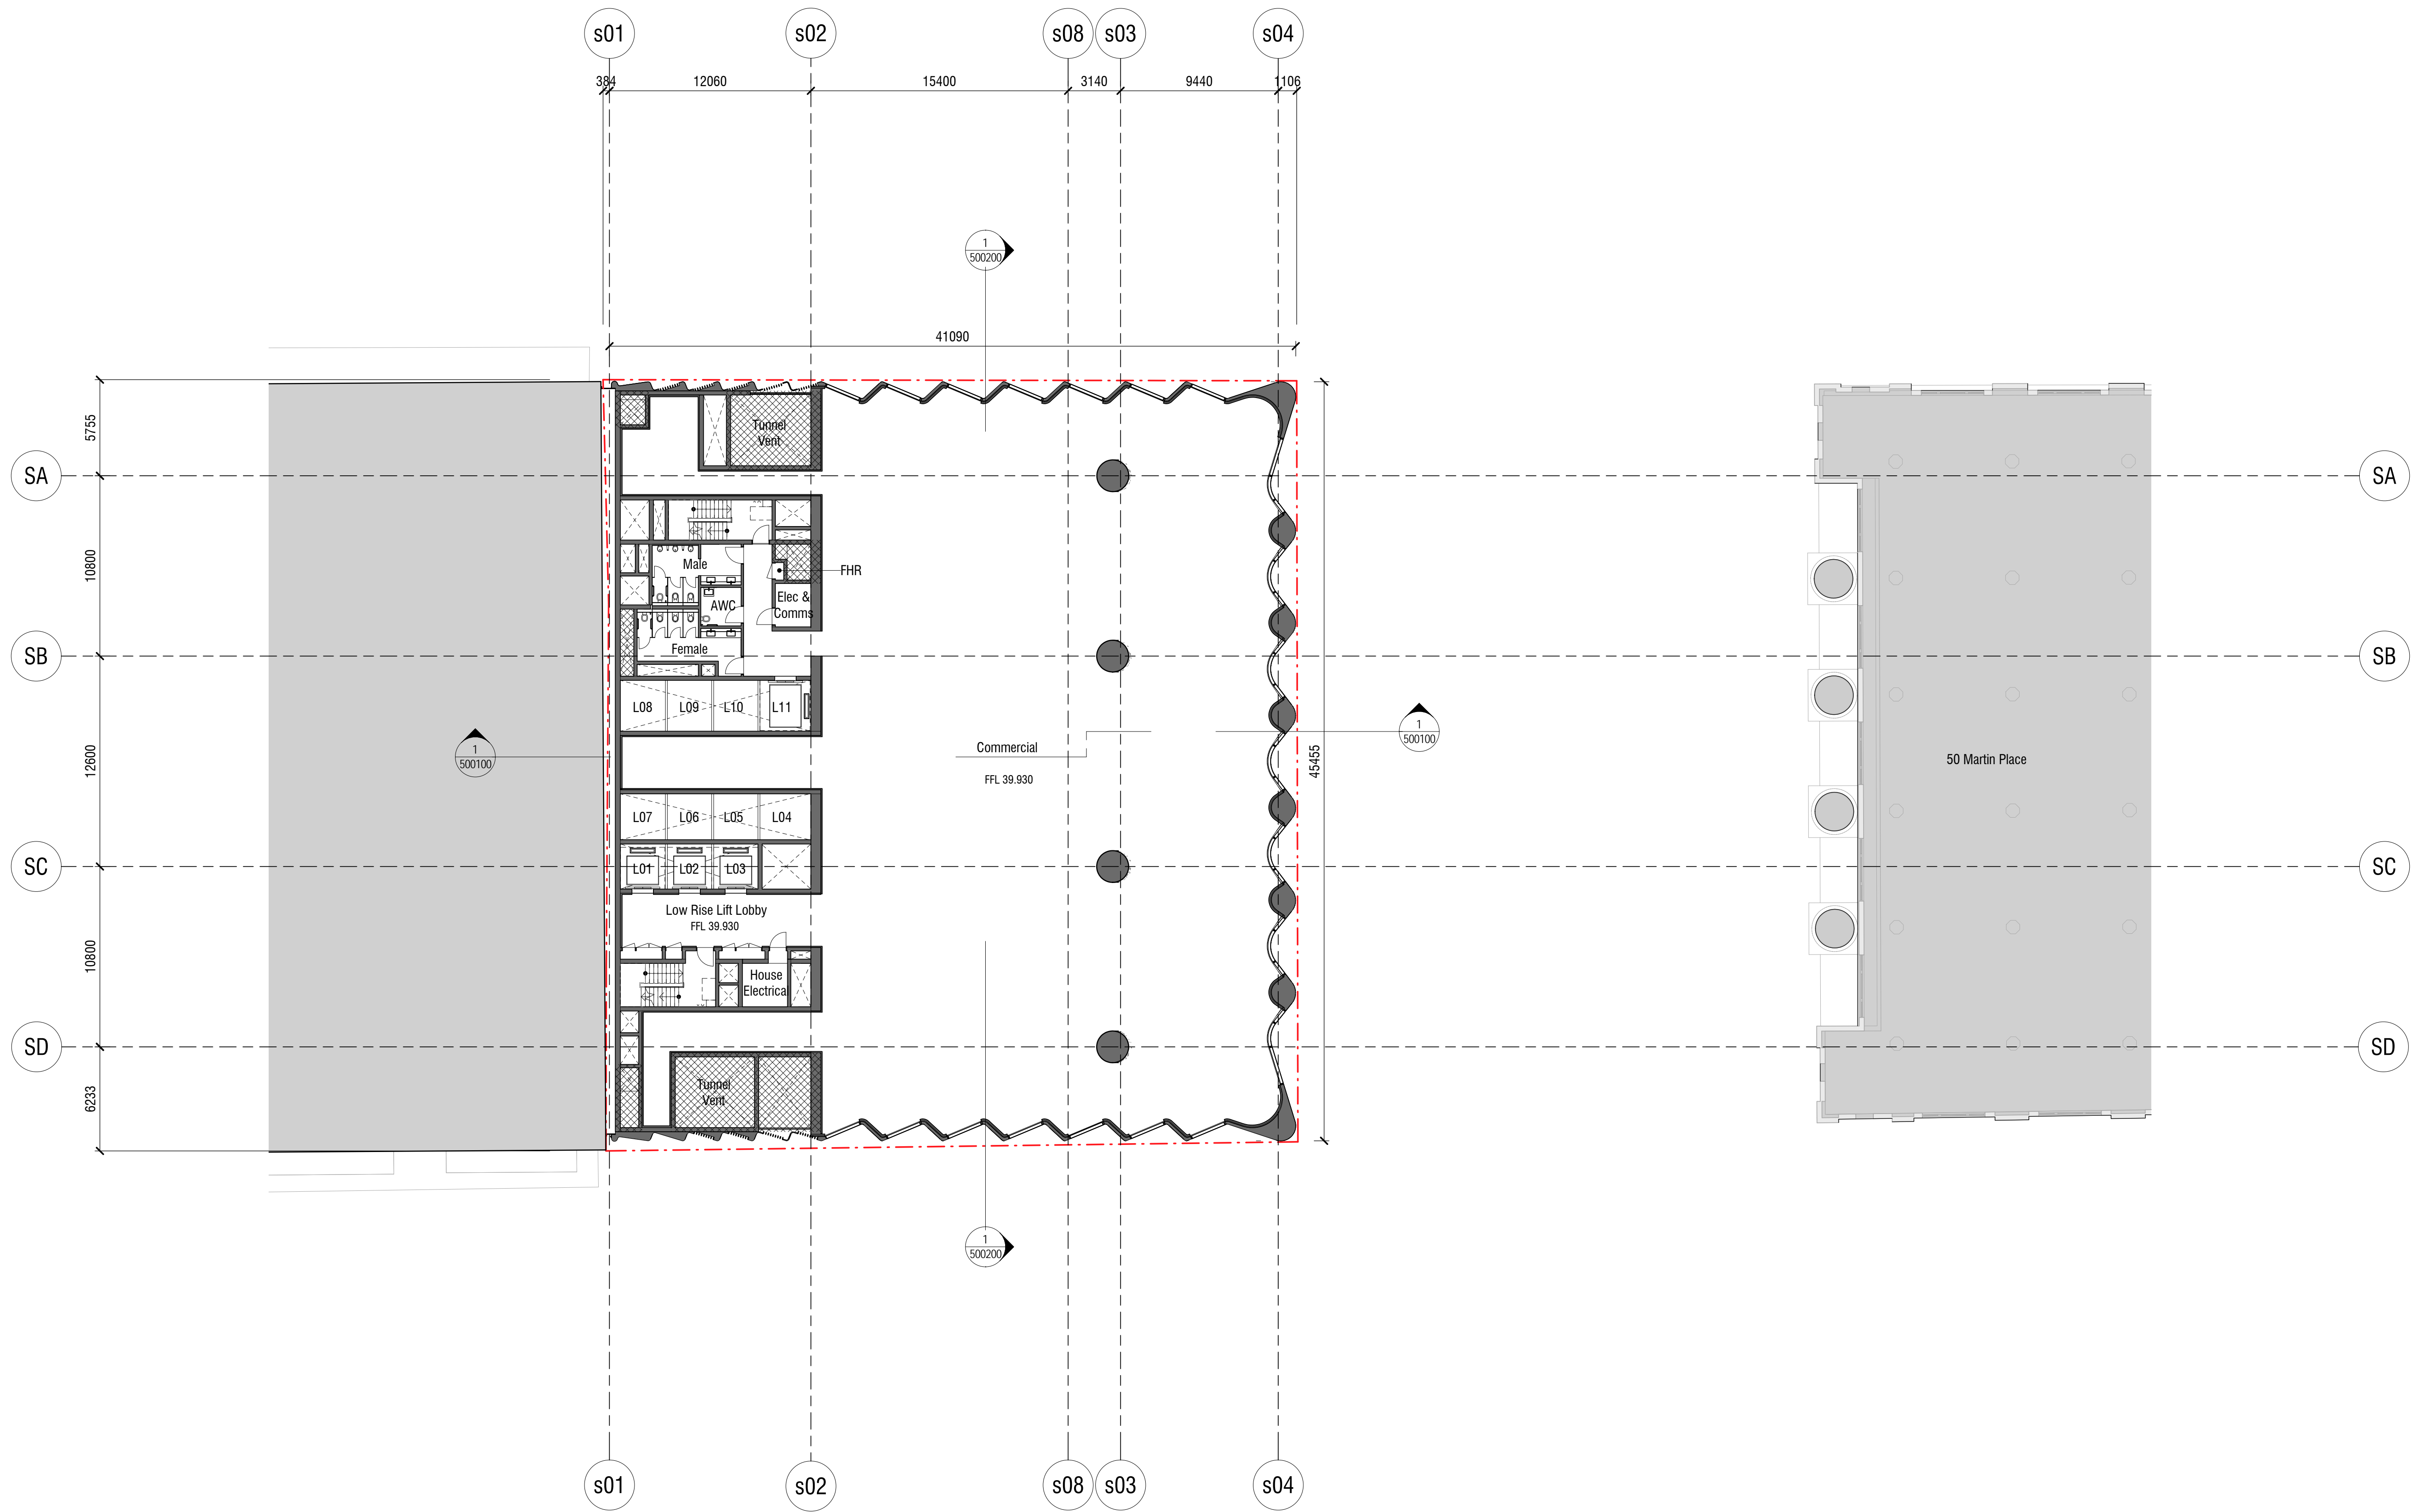 s01 s02 s08 s03 s04
384 12060 15400 3140 9440 1106
1
500200
41090
5755
SA
SA
Tunnel
Vent
10800
Male
FHR
AWC
Elec &
Comms
Female
SB
SB
L08 L09 L10 L11
12600
1
500100
Commercial
FFL 39.930
1
500100
45455
50 Martin Place
L07 L06 L05 L04
SC
SC
L01 L02 L03
Low Rise Lift Lobby
FFL 39.930
10800
House
Electrical
SD
SD
6233
Tunnel
Vent
1
500200
s01 s02 s08 s03 s04